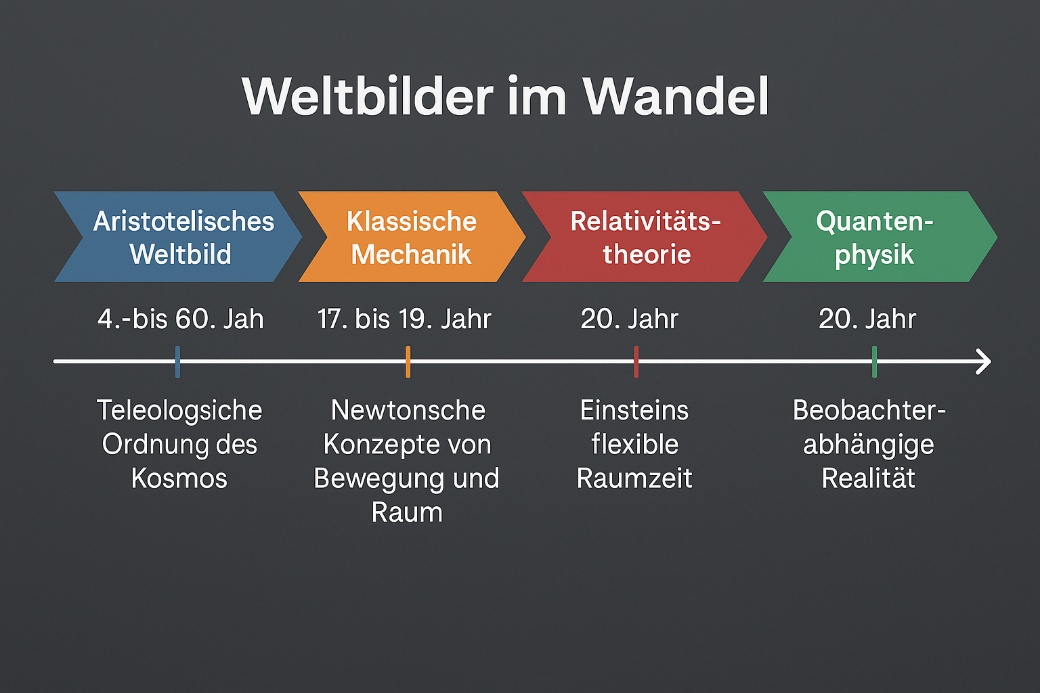 Weltbilder im Wandel
Aristotelisches
Weltbild
Klassische
Mechanik
Relativitäts-
theorie
Quanten-
physik
4.-bis 60. Jah
17. bis 19. Jahr
20. Jahr
20. Jahr
Teleologsiche
Ordnung des
Kosmos
Newtonsche
Konzepte von
Bewegung und
Raum
Einsteins
flexible
Raumzeit
Beobachter-
abhängige
Realität